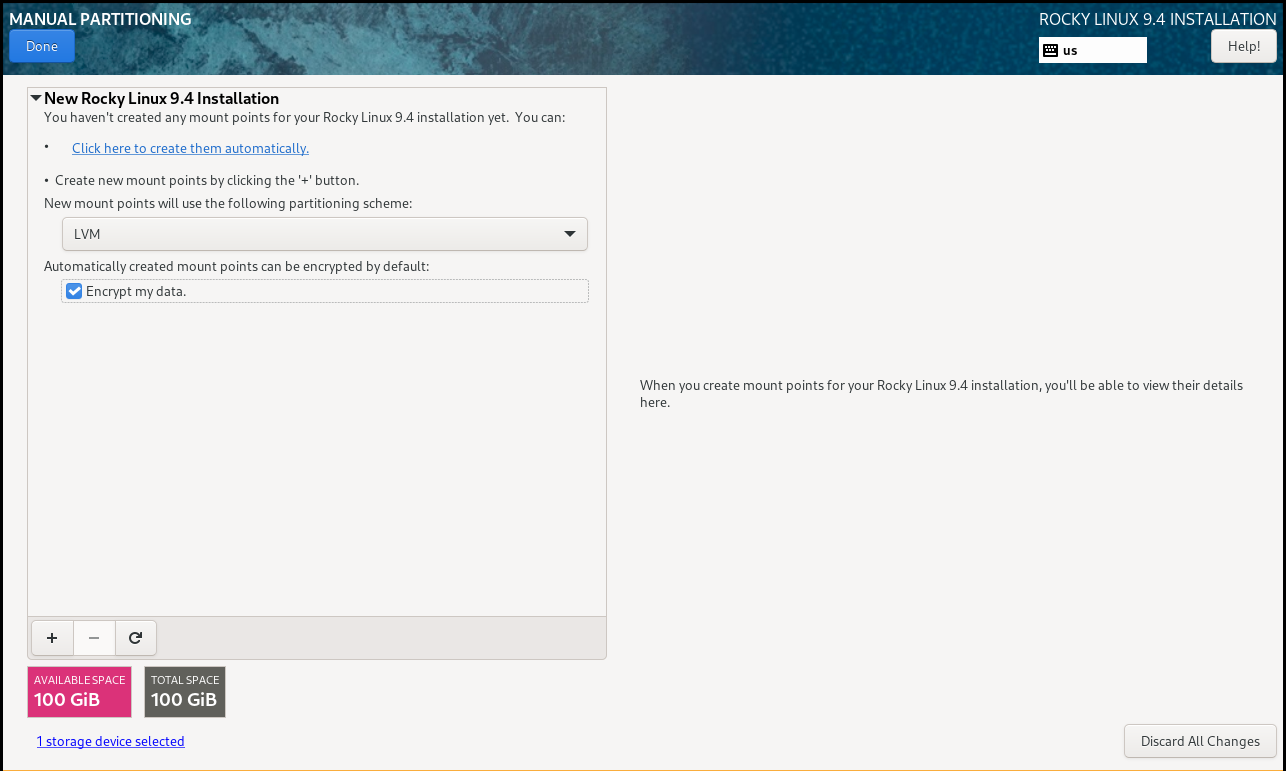 MANUAL PARTITIONING
ROCKY LINUX 9.4 INSTALLATION
Done
us
Help!
New Rocky Linux 9.4 Installation
You haven't created any mount points for your Rocky Linux 9.4 installation yet. You can:
• Click here to create them automatically.
• Create new mount points by clicking the '+' button.
New mount points will use the following partitioning scheme:
LVM
Automatically created mount points can be encrypted by default:
Encrypt my data.
When you create mount points for your Rocky Linux 9.4 installation, you'll be able to view their details
here.
AVAILABLE SPACE
100 GiB
TOTAL SPACE
100 GiB
1 storage device selected
Discard All Changes